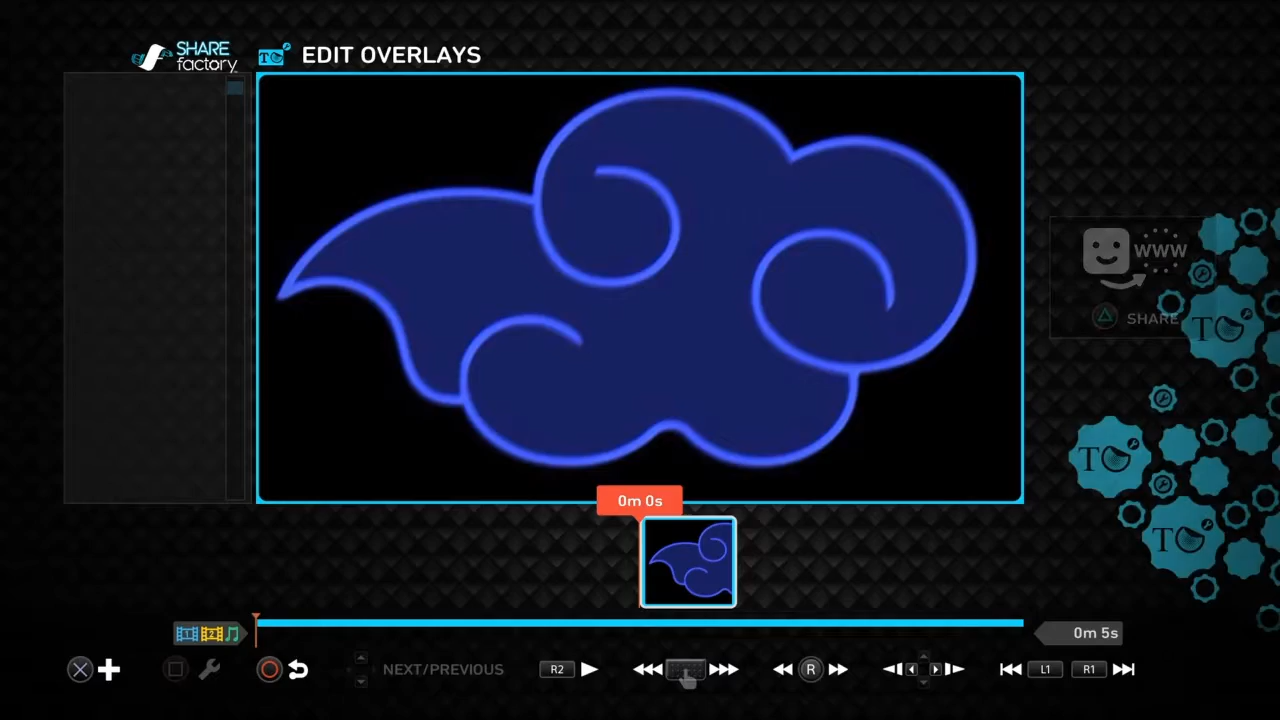 SHARE
factory
EDIT OVERLAYS
WWW
SHARE
0m 0s
0m 5s
NEXT/PREVIOUS
R2
R
L1
R1